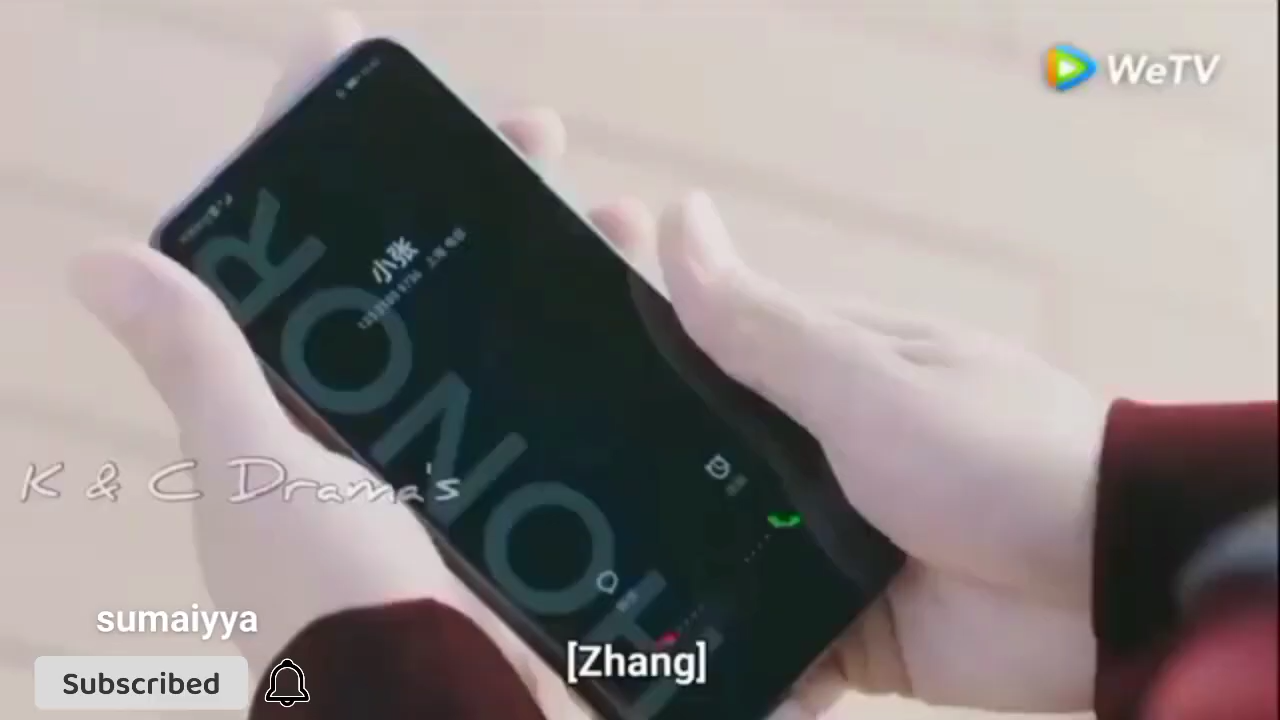 WeTV
小张
HONOR
K & C Drama's
sumaiyya
Subscribed
[Zhang]